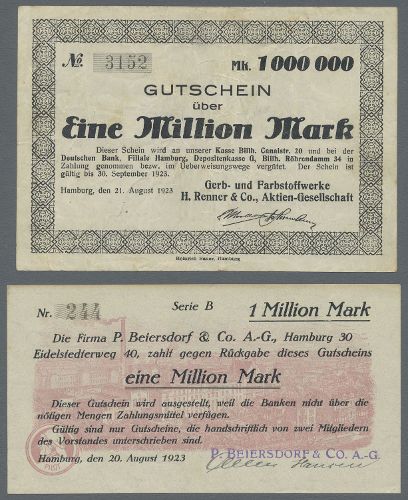 No. 3152 Mk. 1 000 000
GUTSCHEIN
über
Eine Million Mark
Dieser Schein wird an unserer Kasse Billh. Canalstr. 20 und bei der
Deutschen Bank, Filiale Hamburg, Depositenkasse G, Billh. Röhrendamm 34 in
Zahlung genommen bezw. im Ueberweisungswege vergütet. Der Schein ist
gültig bis 30. September 1923.
Hamburg, den 21. August 1923
Gerb- und Farbstoffwerke
H. Renner & Co., Aktien-Gesellschaft
Nr. 244 Serie B 1 Million Mark
Die Firma P. Beiersdorf & Co. A.-G., Hamburg 30
Eidelstedterweg 40, zahlt gegen Rückgabe dieses Gutscheins
eine Million Mark
Dieser Gutschein wird ausgestellt, weil die Banken nicht über die
nötigen Mengen Zahlungsmittel verfügen.
Gültig sind nur Gutscheine, die handschriftlich von zwei Mitgliedern
des Vorstandes unterschrieben sind.
P. BEIERSDORF & CO. A.-G.
Hamburg, den 20. August 1923